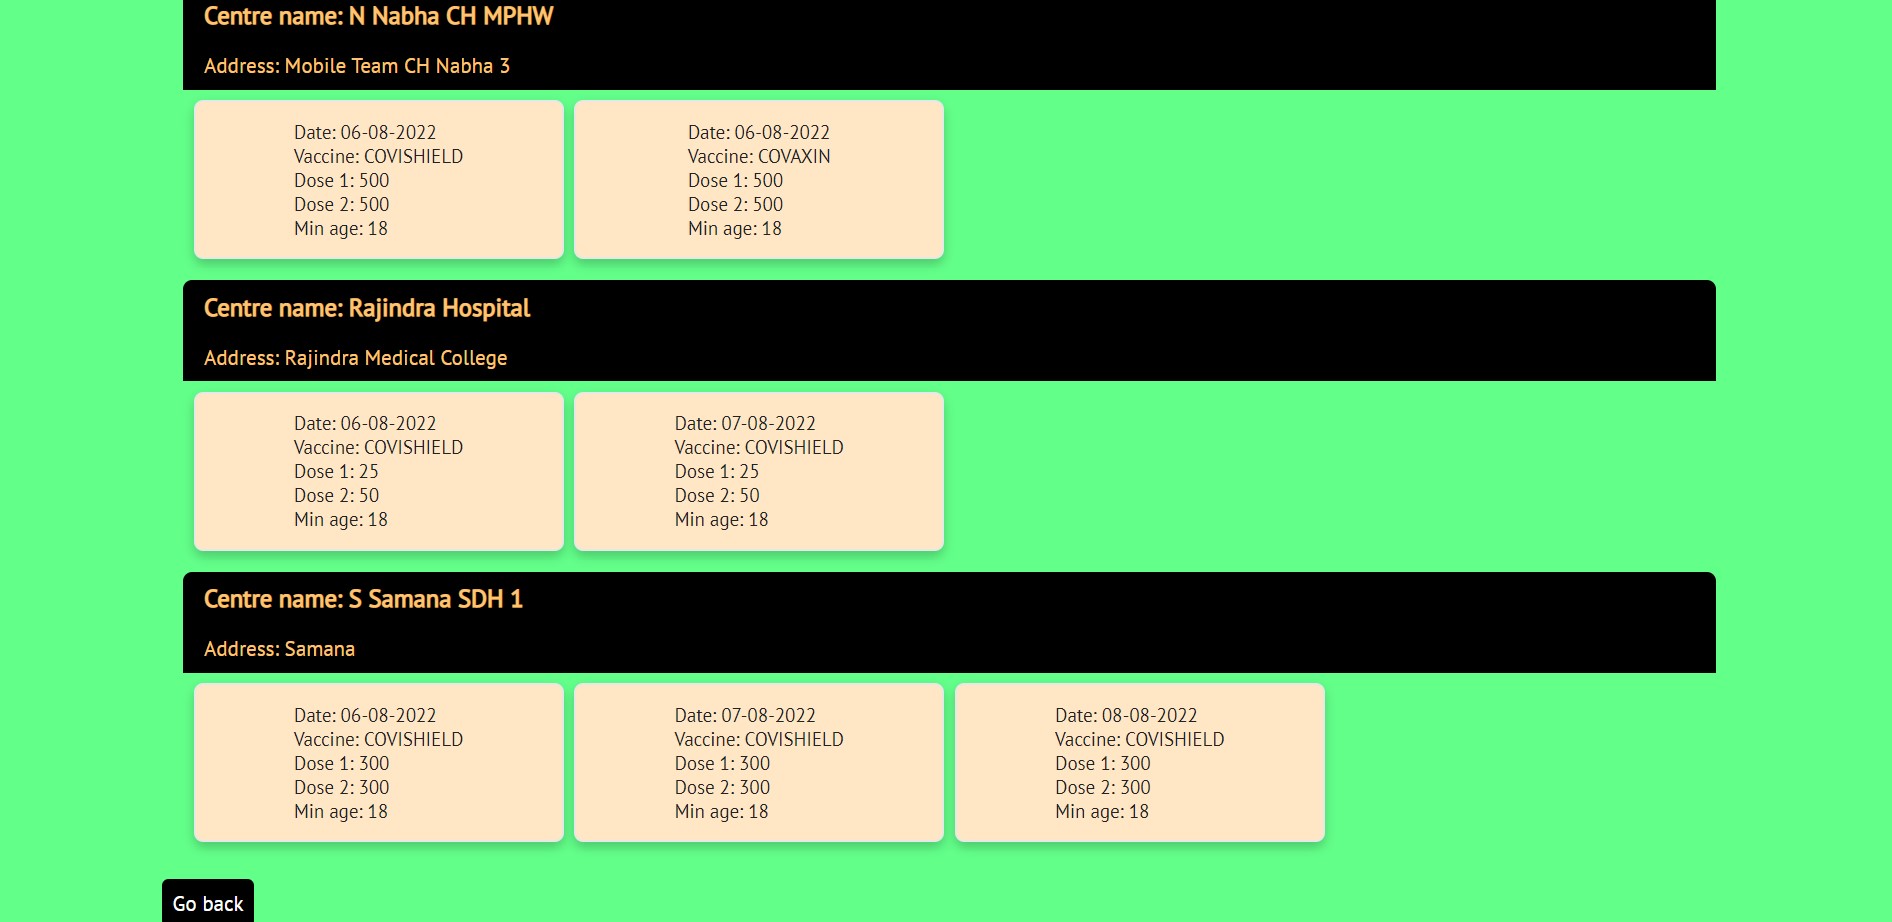 Centre name: N Nabha CH MPHW
Address: Mobile Team CH Nabha 3
Date: 06-08-2022
Vaccine: COVISHIELD
Dose 1: 500
Dose 2: 500
Min age: 18
Date: 06-08-2022
Vaccine: COVAXIN
Dose 1: 500
Dose 2: 500
Min age: 18
Centre name: Rajindra Hospital
Address: Rajindra Medical College
Date: 06-08-2022
Vaccine: COVISHIELD
Dose 1: 25
Dose 2: 50
Min age: 18
Date: 07-08-2022
Vaccine: COVISHIELD
Dose 1: 25
Dose 2: 50
Min age: 18
Centre name: S Samana SDH 1
Address: Samana
Date: 06-08-2022
Vaccine: COVISHIELD
Dose 1: 300
Dose 2: 300
Min age: 18
Date: 07-08-2022
Vaccine: COVISHIELD
Dose 1: 300
Dose 2: 300
Min age: 18
Date: 08-08-2022
Vaccine: COVISHIELD
Dose 1: 300
Dose 2: 300
Min age: 18
Go back